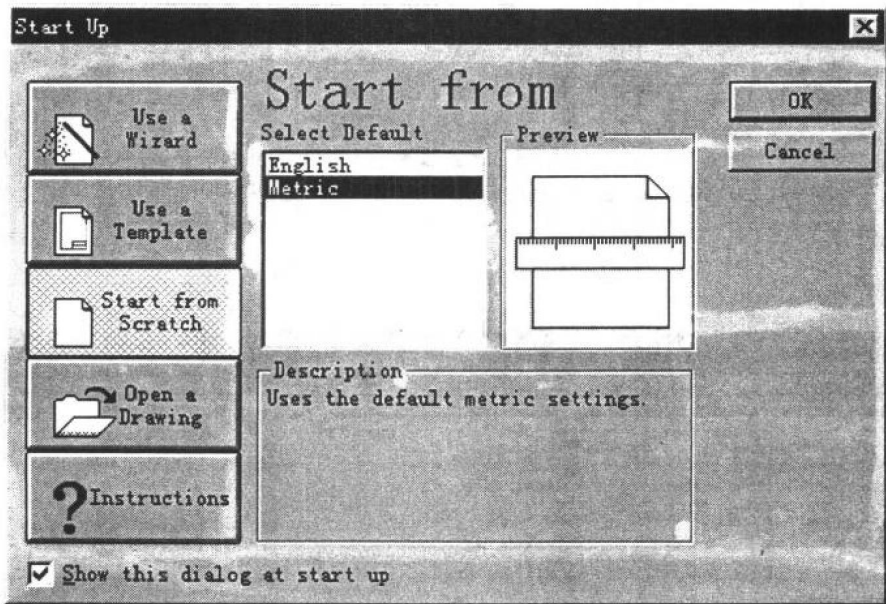 Start Up
Use a
Wizard
Use a
Template
Start from
Scratch
Open a
Drawing
Instructions
Start from
Select Default
English
Metric
Preview
Description
Uses the default metric settings.
OK
Cancel
Show this dialog at start up